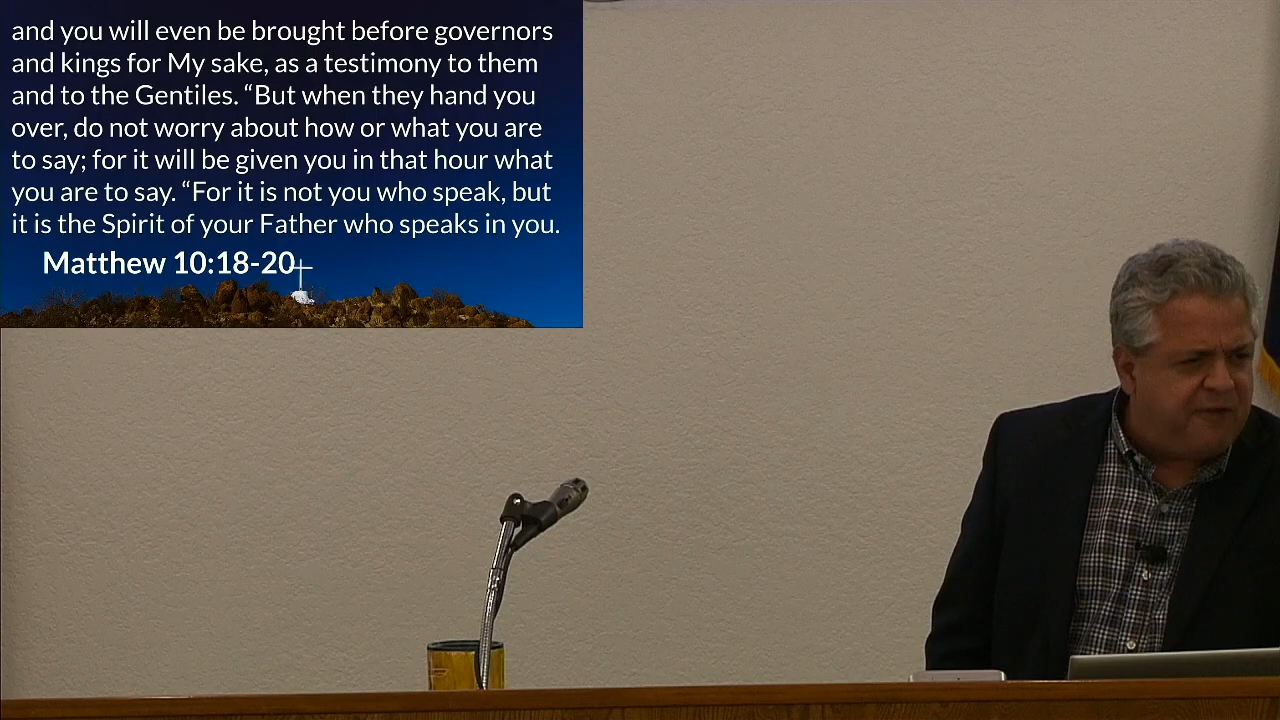 and you will even be brought before governors
and kings for My sake, as a testimony to them
and to the Gentiles. “But when they hand you
over, do not worry about how or what you are
to say; for it will be given you in that hour what
you are to say. “For it is not you who speak, but
it is the Spirit of your Father who speaks in you.
Matthew 10:18-20